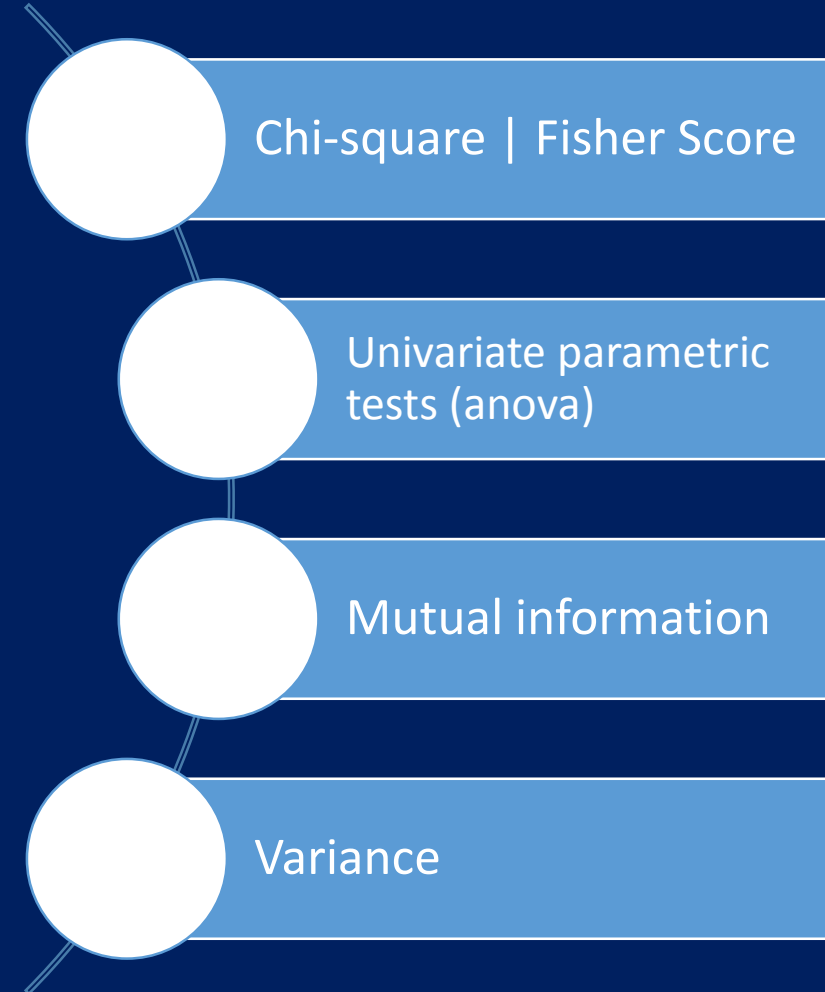 Chi-square | Fisher Score
Univariate parametric
tests (anova)
Mutual information
Variance